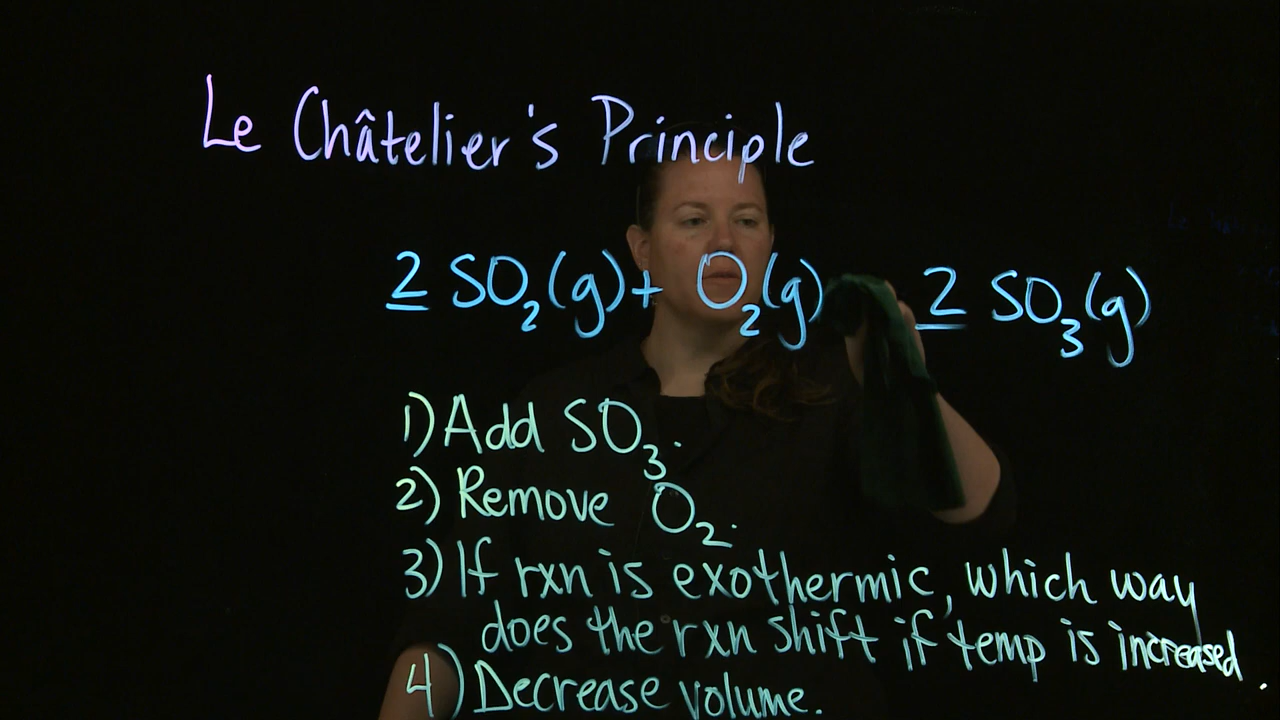 Le Châtelier's Principle
2 SO₂(g) + O₂(g) 2 SO₃(g)
1) Add SO₃.
2) Remove O₂.
3) If rxn is exothermic, which way
does the rxn shift if temp is increased.
4) Decrease volume.